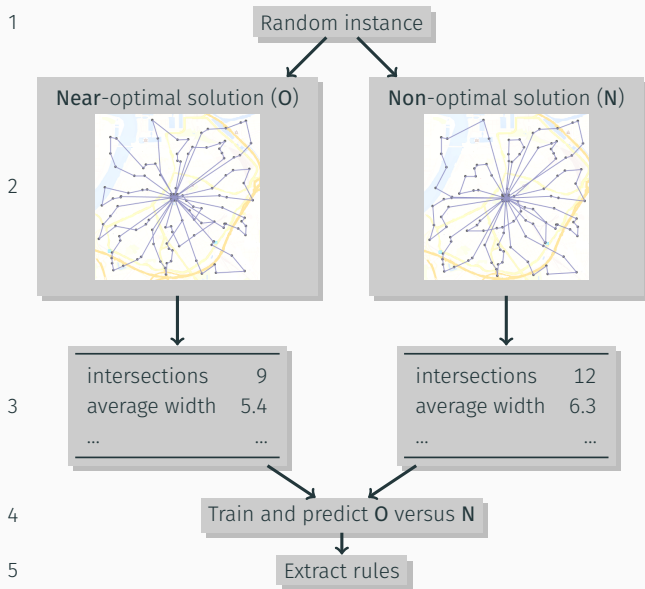 1
Random instance
Near-optimal solution (O)
Non-optimal solution (N)
2
3
intersections 9
average width 5.4
... ...
intersections 12
average width 6.3
... ...
4
Train and predict O versus N
5
Extract rules